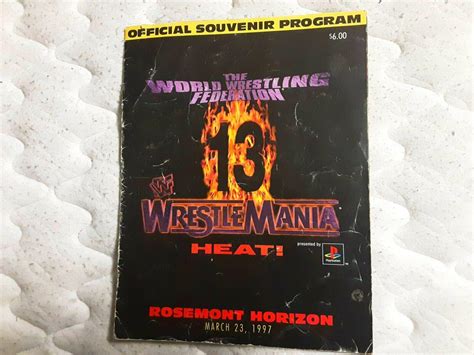 OFFICIAL SOUVENIR PROGRAM
$6.00
THE
WORLD WRESTLING
FEDERATION
13
WF
WRESTLEMANIA
HEAT!
presented by
PlayStation
ROSEMONT HORIZON
MARCH 23, 1997